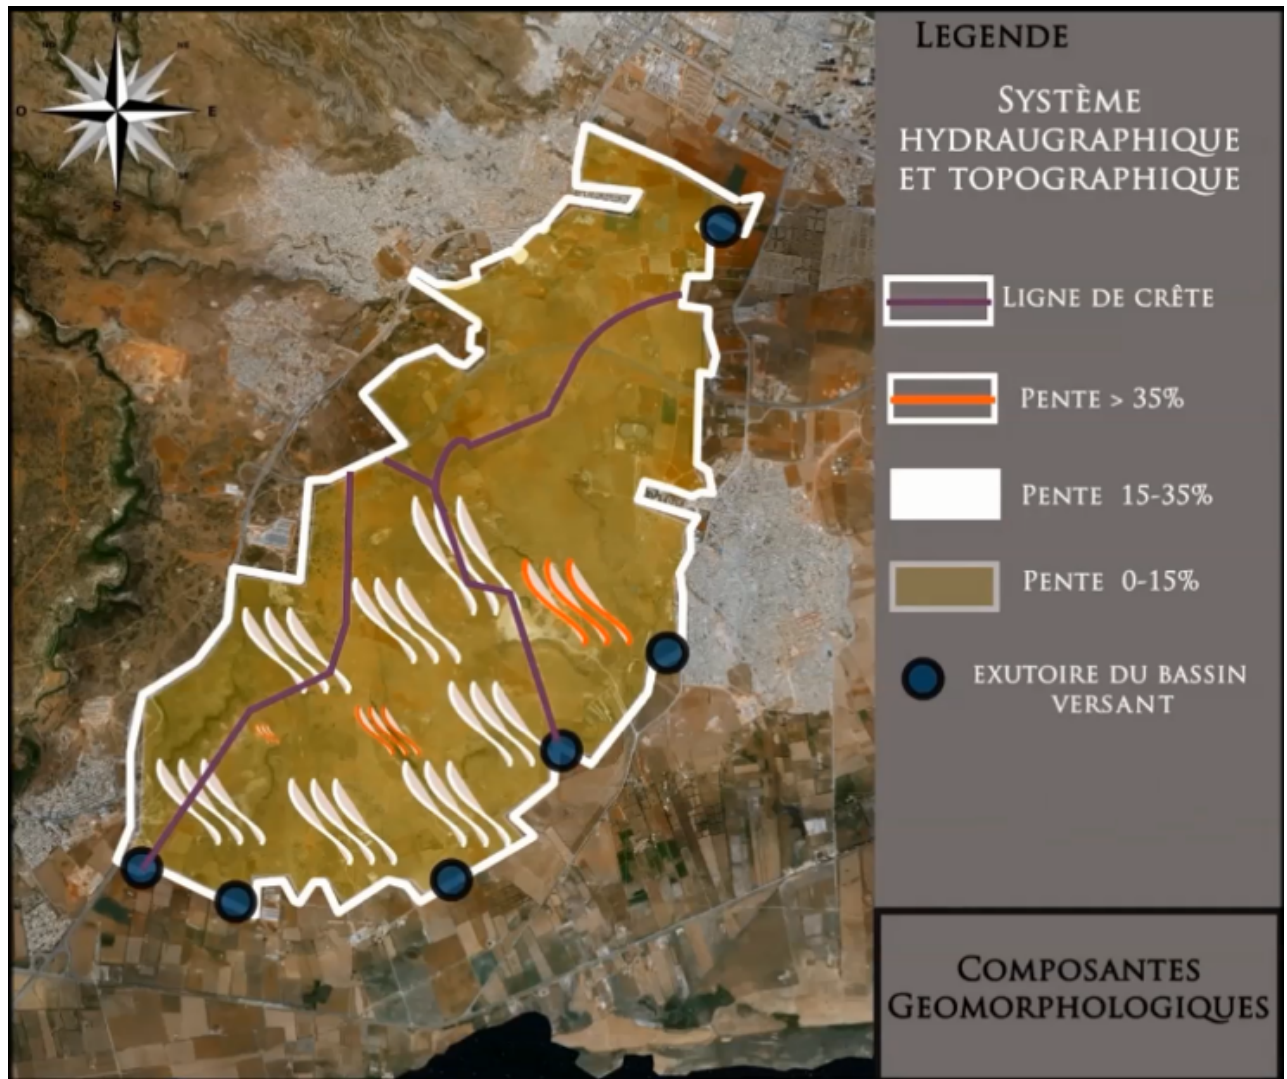 N
NE
O
E
S
LEGENDE
SYSTÈME
HYDRAUGRAPHIQUE
ET TOPOGRAPHIQUE
LIGNE DE CRÊTE
PENTE > 35%
PENTE 15-35%
PENTE 0-15%
EXUTOIRE DU BASSIN
VERSANT
COMPOSANTES
GEOMORPHOLOGIQUES